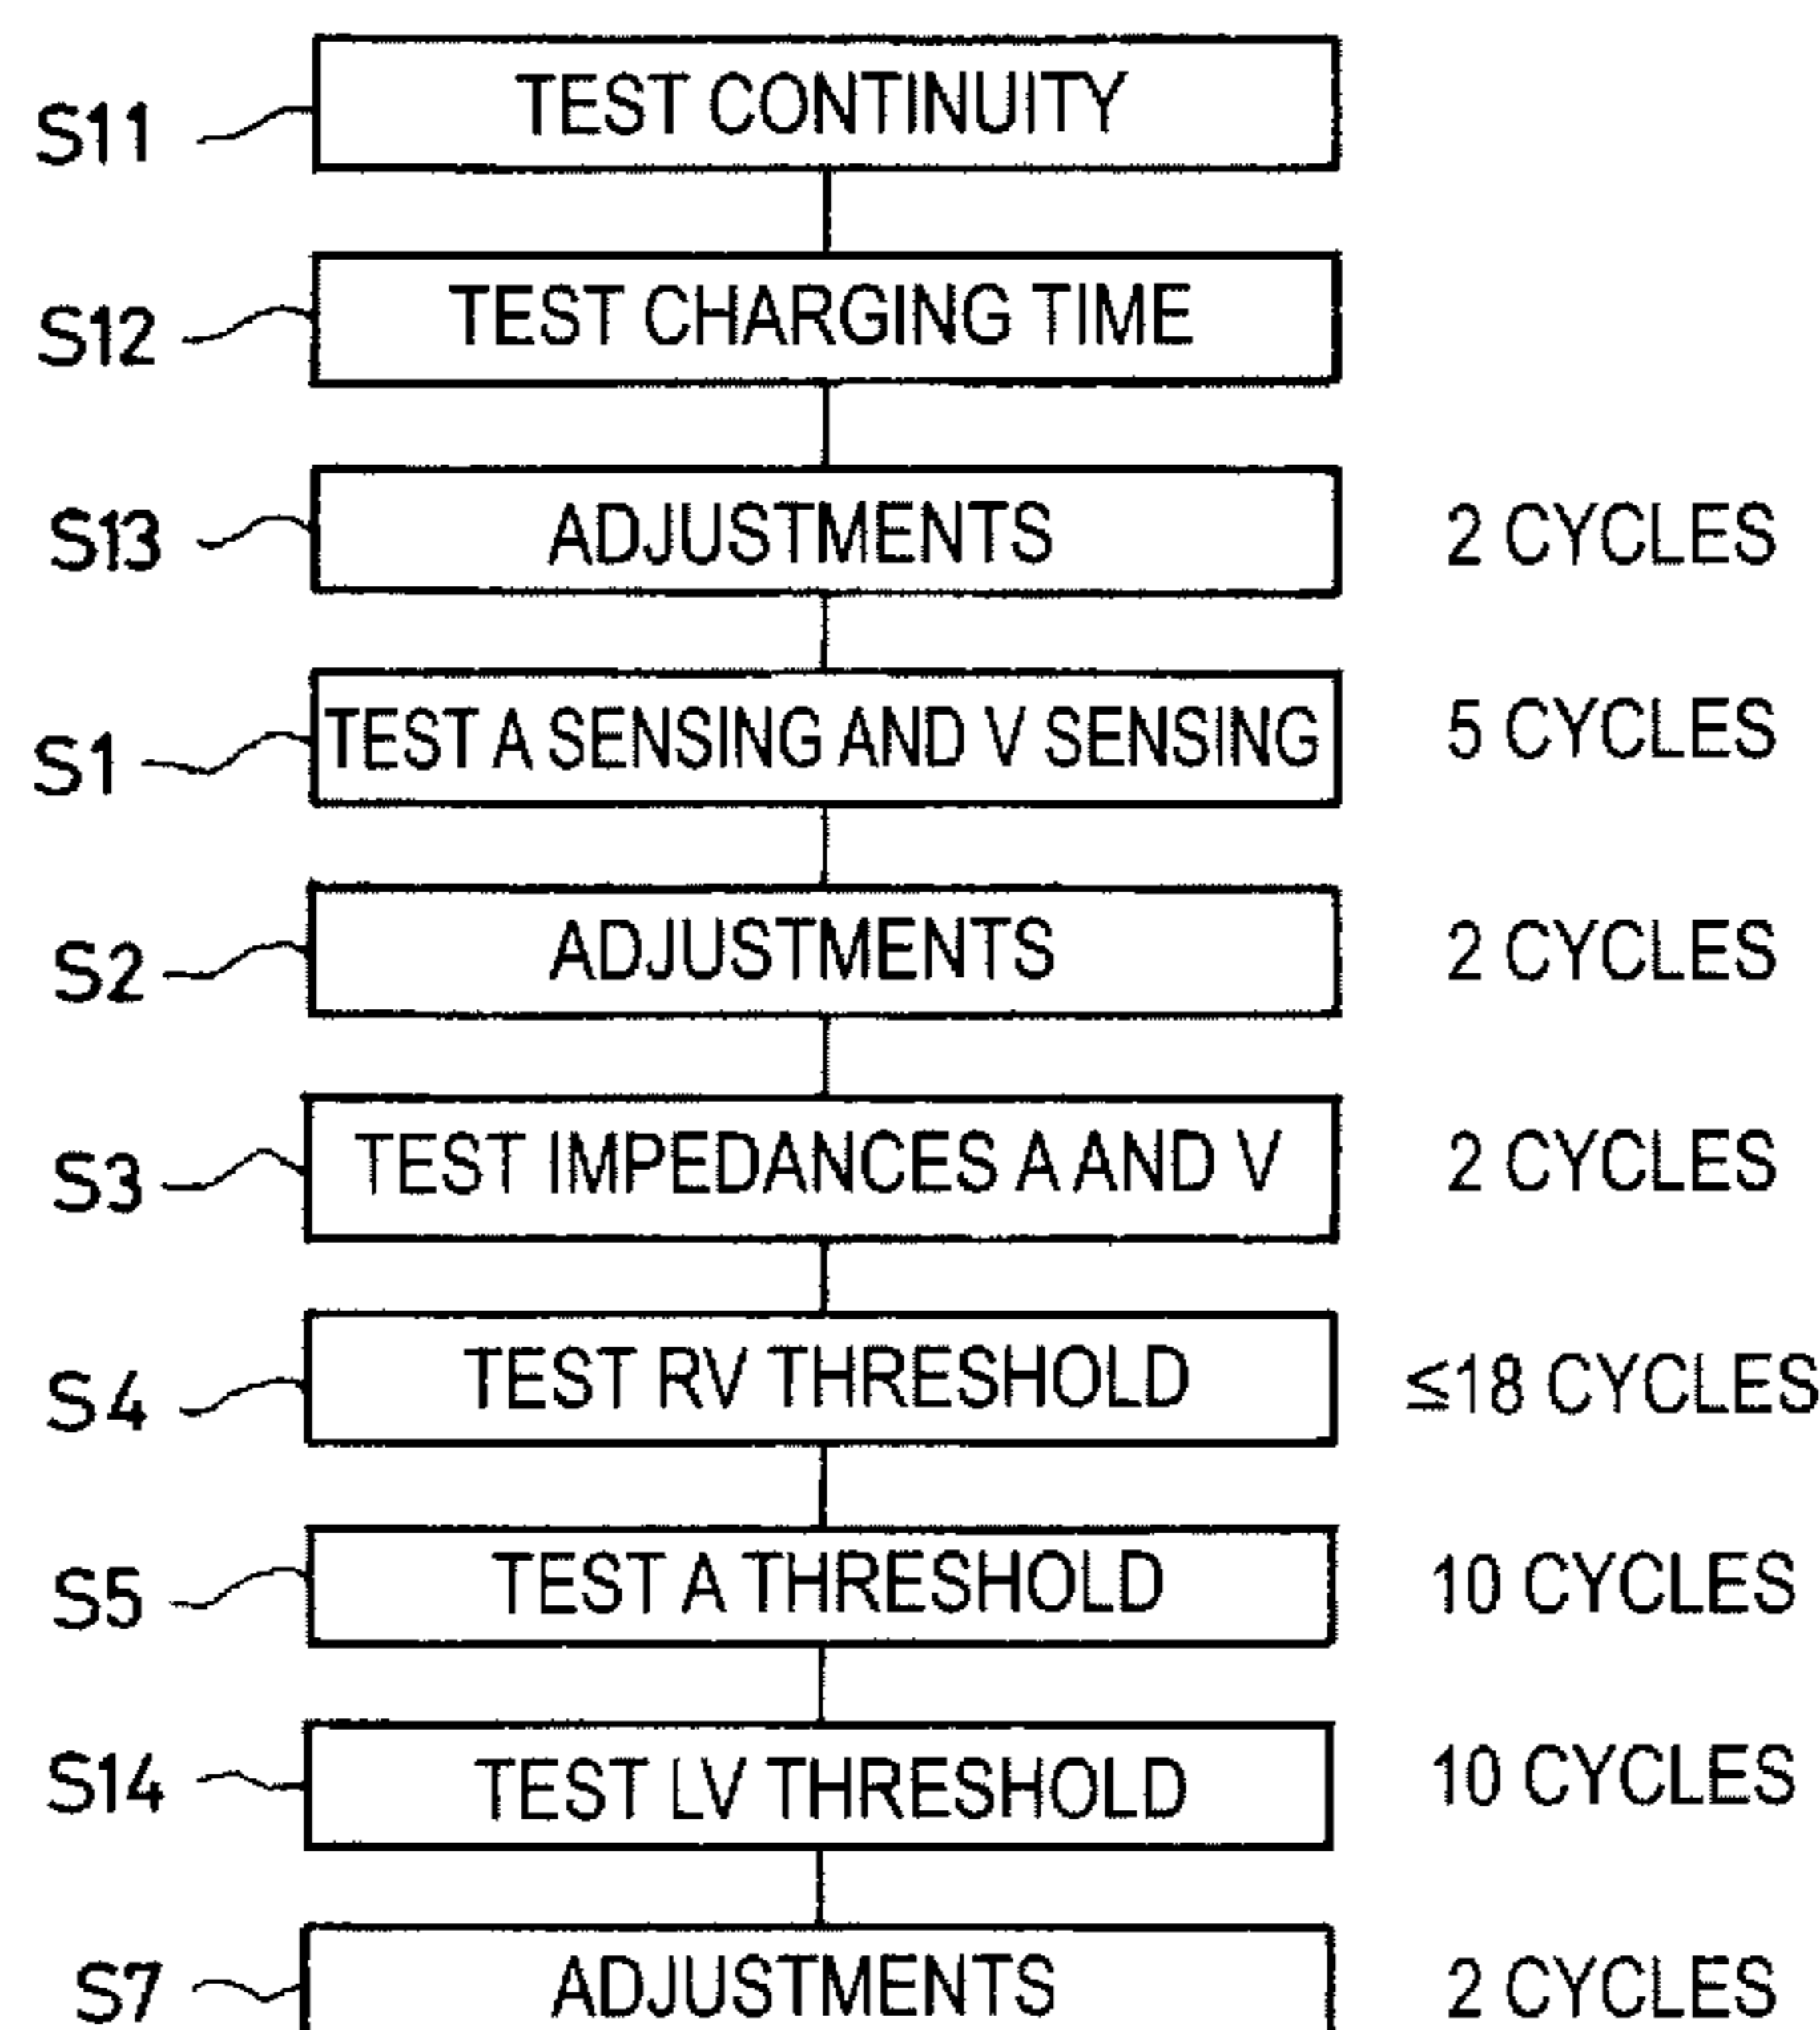 S11 TEST CONTINUITY
S12 TEST CHARGING TIME
S13 ADJUSTMENTS 2 CYCLES
S1 TEST A SENSING AND V SENSING 5 CYCLES
S2 ADJUSTMENTS 2 CYCLES
S3 TEST IMPEDANCES A AND V 2 CYCLES
S4 TEST RV THRESHOLD ≤18 CYCLES
S5 TEST A THRESHOLD 10 CYCLES
S14 TEST LV THRESHOLD 10 CYCLES
S7 ADJUSTMENTS 2 CYCLES